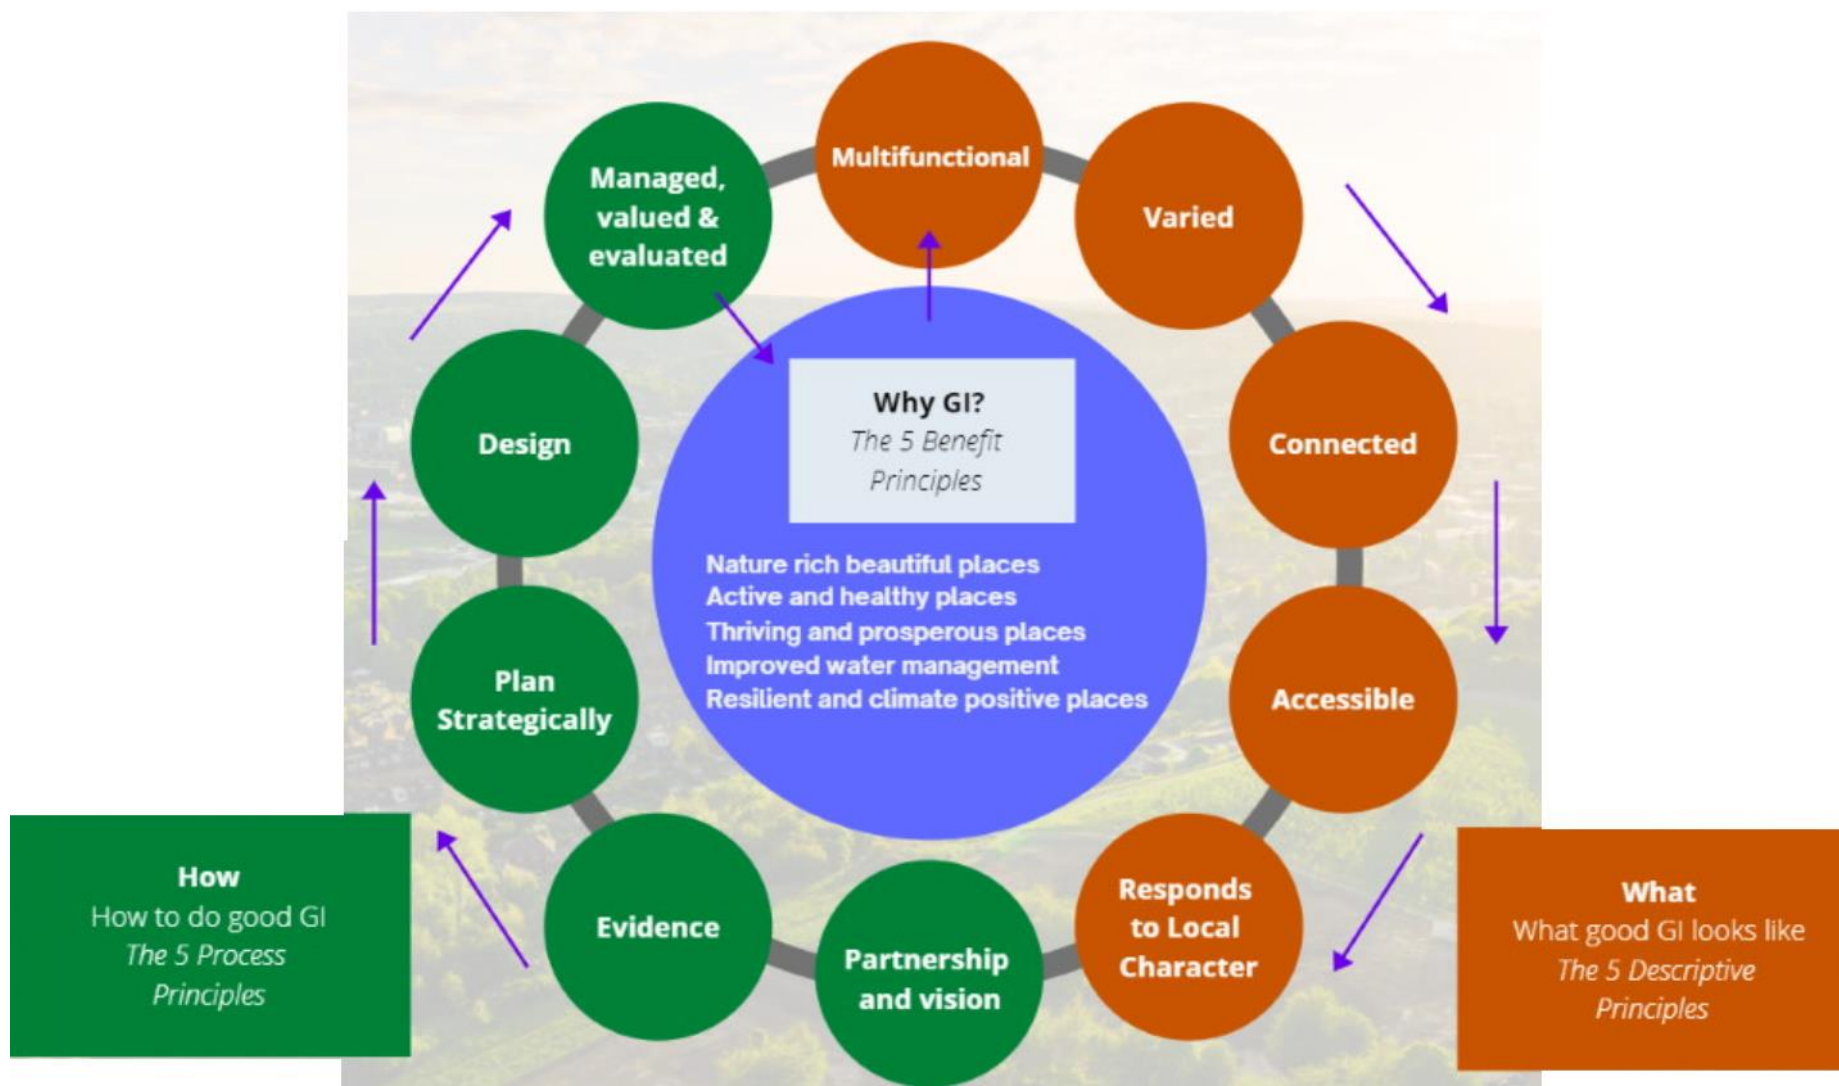 Multifunctional
Managed,
valued &
evaluated
Varied
Why GI?
The 5 Benefit
Principles
Design
Connected
Nature rich beautiful places
Active and healthy places
Thriving and prosperous places
Improved water management
Resilient and climate positive places
Plan
Strategically
Accessible
How
How to do good GI
The 5 Process
Principles
Evidence
Partnership
and vision
Responds
to Local
Character
What
What good GI looks like
The 5 Descriptive
Principles